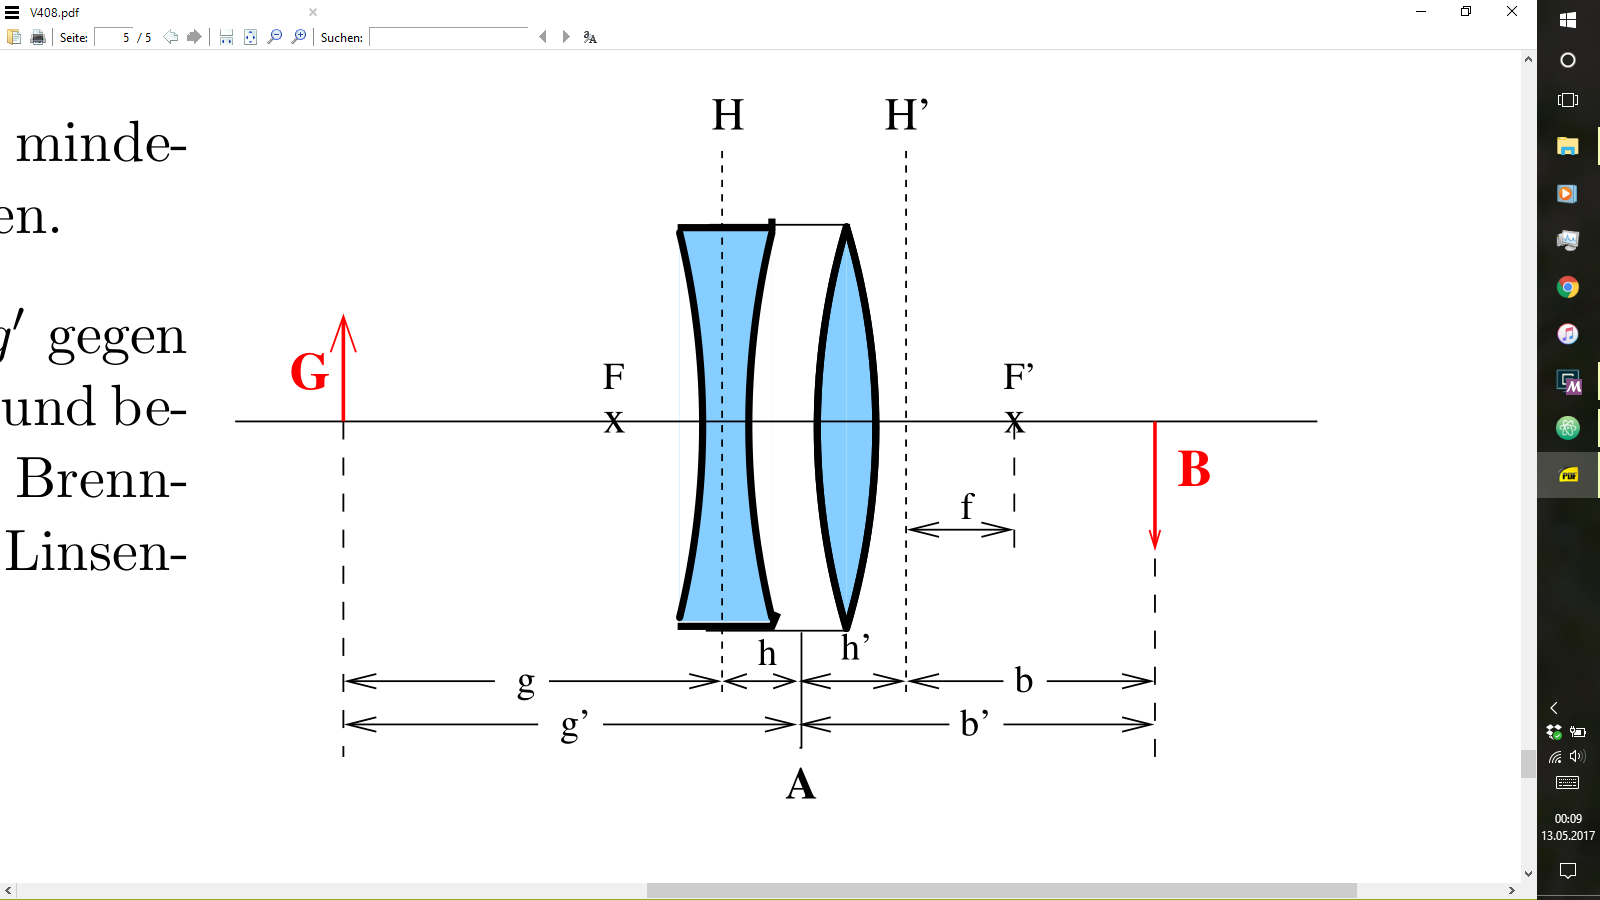 V408.pdf
Seite: 5 / 5 Suchen:
minde-
en.
g′ gegen
und be-
Brenn-
Linsen-
H H’
G
F F’
x x
B
f
h h’
g b
g’ b’
A
00:09
13.05.2017